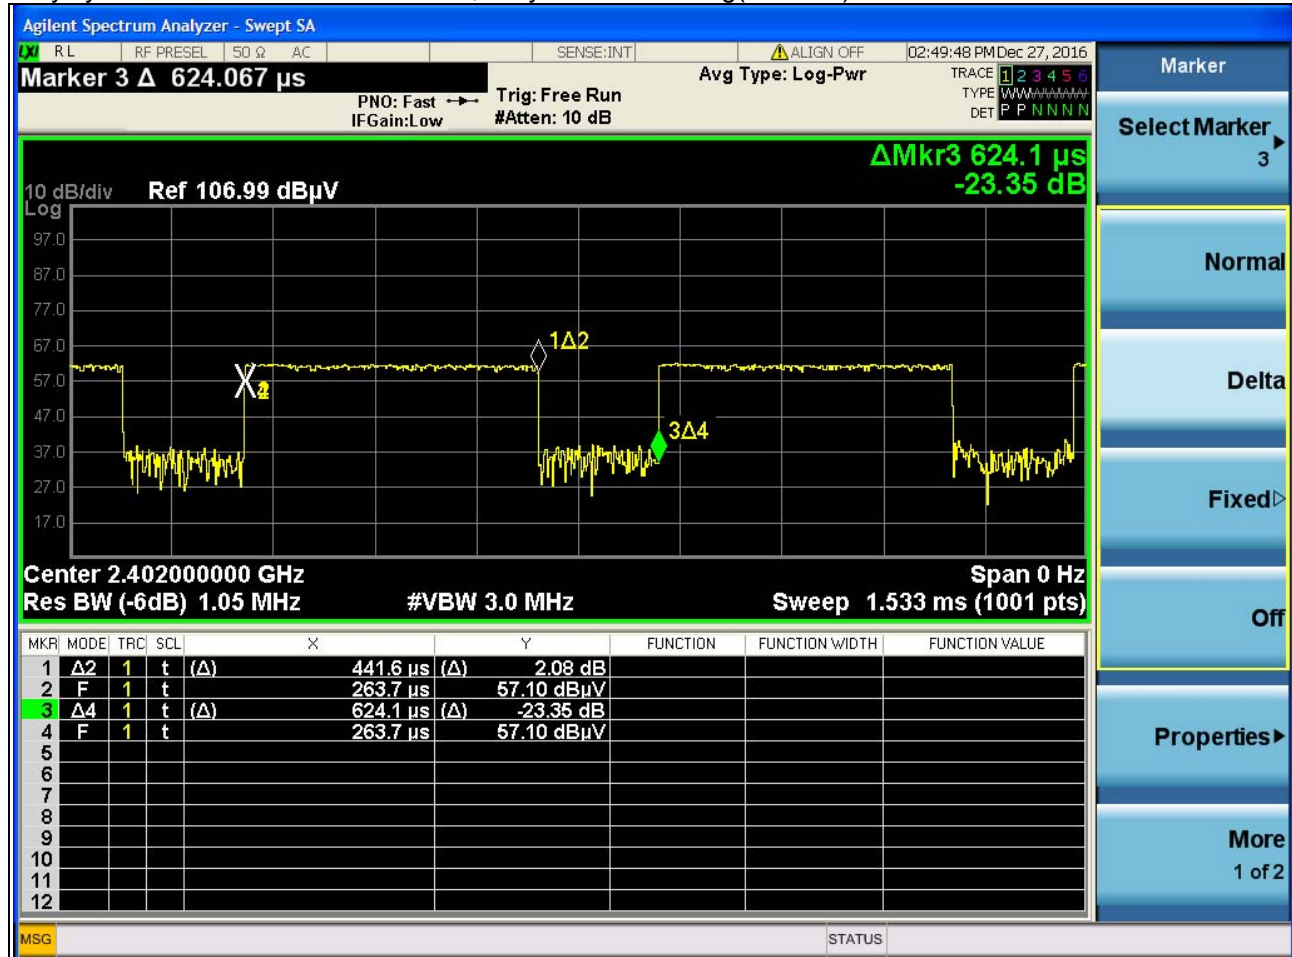 Agilent Spectrum Analyzer - Swept SA
LXI RL RF PRESEL 50 Ω AC SENSE:INT ALIGN OFF 02:49:48 PM Dec 27, 2016
Marker 3 Δ 624.067 µs
PNO: Fast
IFGain:Low
Trig: Free Run
#Atten: 10 dB
Avg Type: Log-Pwr
TRACE 1 2 3 4 5 6
TYPE WWWWWW
DET P P N N N N
ΔMkr3 624.1 µs
-23.35 dB
10 dB/div Ref 106.99 dBµV
Log
97.0
87.0
77.0
67.0
57.0
47.0
37.0
27.0
17.0
1Δ2
3Δ4
Center 2.402000000 GHz Span 0 Hz
Res BW (-6dB) 1.05 MHz #VBW 3.0 MHz Sweep 1.533 ms (1001 pts)
MKR MODE TRC SCL X Y FUNCTION FUNCTION WIDTH FUNCTION VALUE
1 Δ2 1 t (Δ) 441.6 µs (Δ) 2.08 dB
2 F 1 t 263.7 µs 57.10 dBµV
3 Δ4 1 t (Δ) 624.1 µs (Δ) -23.35 dB
4 F 1 t 263.7 µs 57.10 dBµV
5
6
7
8
9
10
11
12
MSG STATUS
Marker
Select Marker
3
Normal
Delta
Fixed
Off
Properties
More
1 of 2